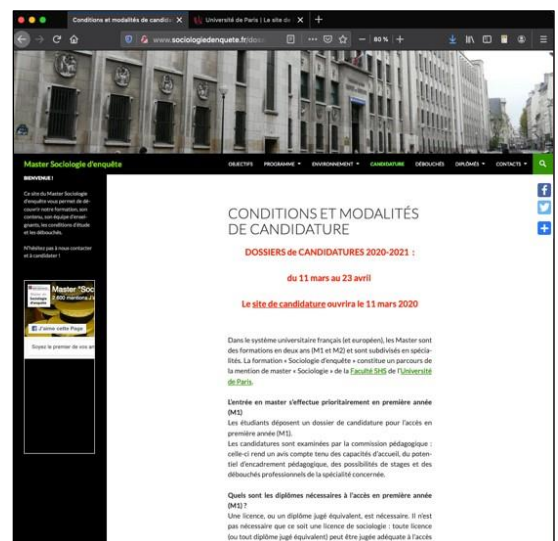 Conditions et modalités de candid
Université de Paris | Le site de
www.sociologiedenquete.fr/doss
80 %
Master Sociologie d'enquête
OBJECTIFS PROGRAMME ENVIRONNEMENT CANDIDATURE DÉBOUCHÉS DIPLÔMÉS CONTACTS
BIENVENUE !
Ce site du Master Sociologie
d'enquête vous permet de dé-
couvrir notre formation, son
contenu, son équipe d'ensei-
gnants, les conditions d'étude
et les débouchés.
N'hésitez pas à nous contacter
et à candidater !
Master "Soc
2 600 mentions J'a
J'aime cette Page
Soyez le premier de vos am
CONDITIONS ET MODALITÉS
DE CANDIDATURE
DOSSIERS de CANDIDATURES 2020-2021 :
du 11 mars au 23 avril
Le site de candidature ouvrira le 11 mars 2020
Dans le système universitaire français (et européen), les Master sont
des formations en deux ans (M1 et M2) et sont subdivisés en spécia-
lités. La formation « Sociologie d'enquête » constitue un parcours de
la mention de master « Sociologie » de la Faculté SHS de l'Université
de Paris.
L'entrée en master s'effectue prioritairement en première année
(M1)
Les étudiants déposent un dossier de candidature pour l'accès en
première année (M1).
Les candidatures sont examinées par la commission pédagogique :
celle-ci rend un avis compte tenu des capacités d'accueil, du poten-
tiel d'encadrement pédagogique, des possibilités de stages et des
débouchés professionnels de la spécialité concernée.
Quels sont les diplômes nécessaires à l'accès en première année
(M1) ?
Une licence, ou un diplôme jugé équivalent, est nécessaire. Il n'est
pas nécessaire que ce soit une licence de sociologie : toute licence
(ou tout diplôme jugé équivalent) peut être jugée adéquate à l'accès